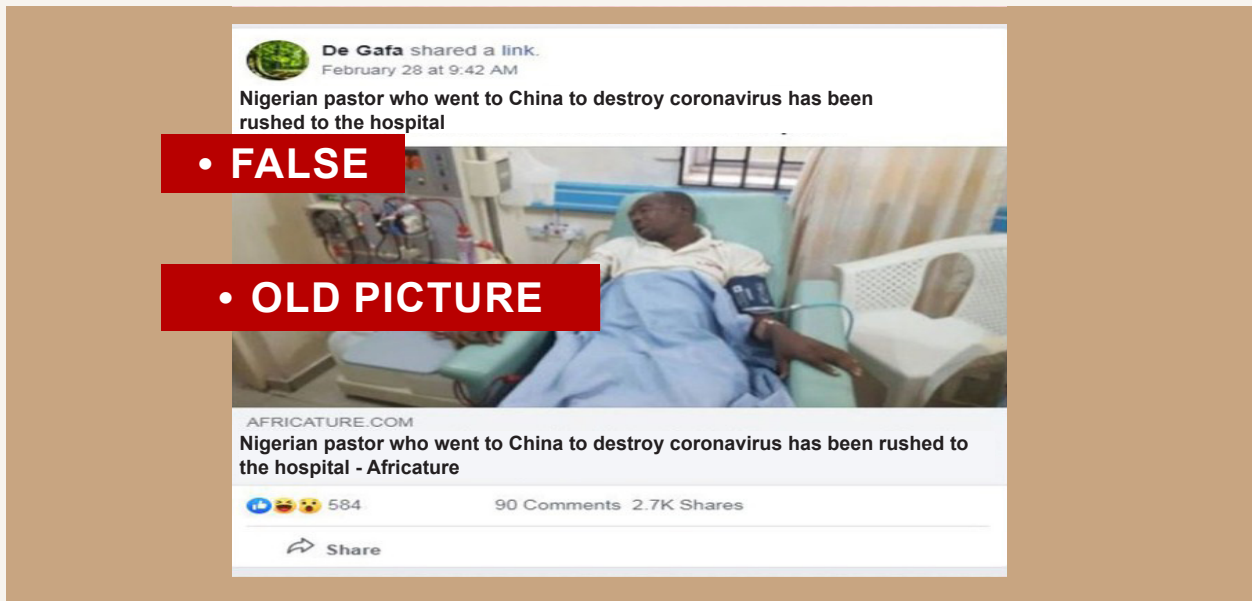 De Gafa shared a link.
February 28 at 9:42 AM
Nigerian pastor who went to China to destroy coronavirus has been
rushed to the hospital
• FALSE
• OLD PICTURE
AFRICATURE.COM
Nigerian pastor who went to China to destroy coronavirus has been rushed to
the hospital - Africature
584 90 Comments 2.7K Shares
Share